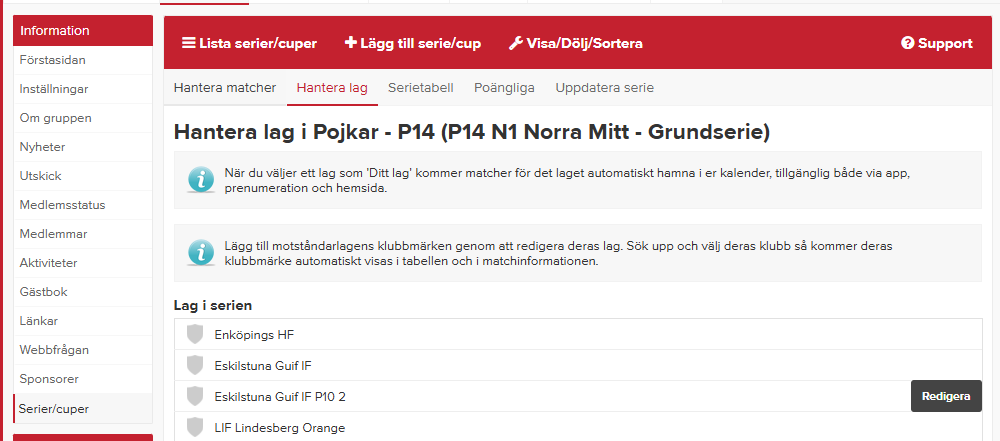 Information
Förstasidan
Inställningar
Om gruppen
Nyheter
Utskick
Medlemsstatus
Medlemmar
Aktiviteter
Gästbok
Länkar
Webbfrågan
Sponsorer
Serier/cuper
Lista serier/cuper Lägg till serie/cup Visa/Dölj/Sortera Support
Hantera matcher Hantera lag Serietabell Poängliga Uppdatera serie
Hantera lag i Pojkar - P14 (P14 N1 Norra Mitt - Grundserie)
När du väljer ett lag som 'Ditt lag' kommer matcher för det laget automatiskt hamna i er kalender, tillgänglig både via app,
prenumeration och hemsida.
Lägg till motståndarlagens klubbmärken genom att redigera deras lag. Sök upp och välj deras klubb så kommer deras
klubbmärke automatiskt visas i tabellen och i matchinformationen.
Lag i serien
Enköpings HF
Eskilstuna Guif IF
Eskilstuna Guif IF P10 2 Redigera
LIF Lindesberg Orange